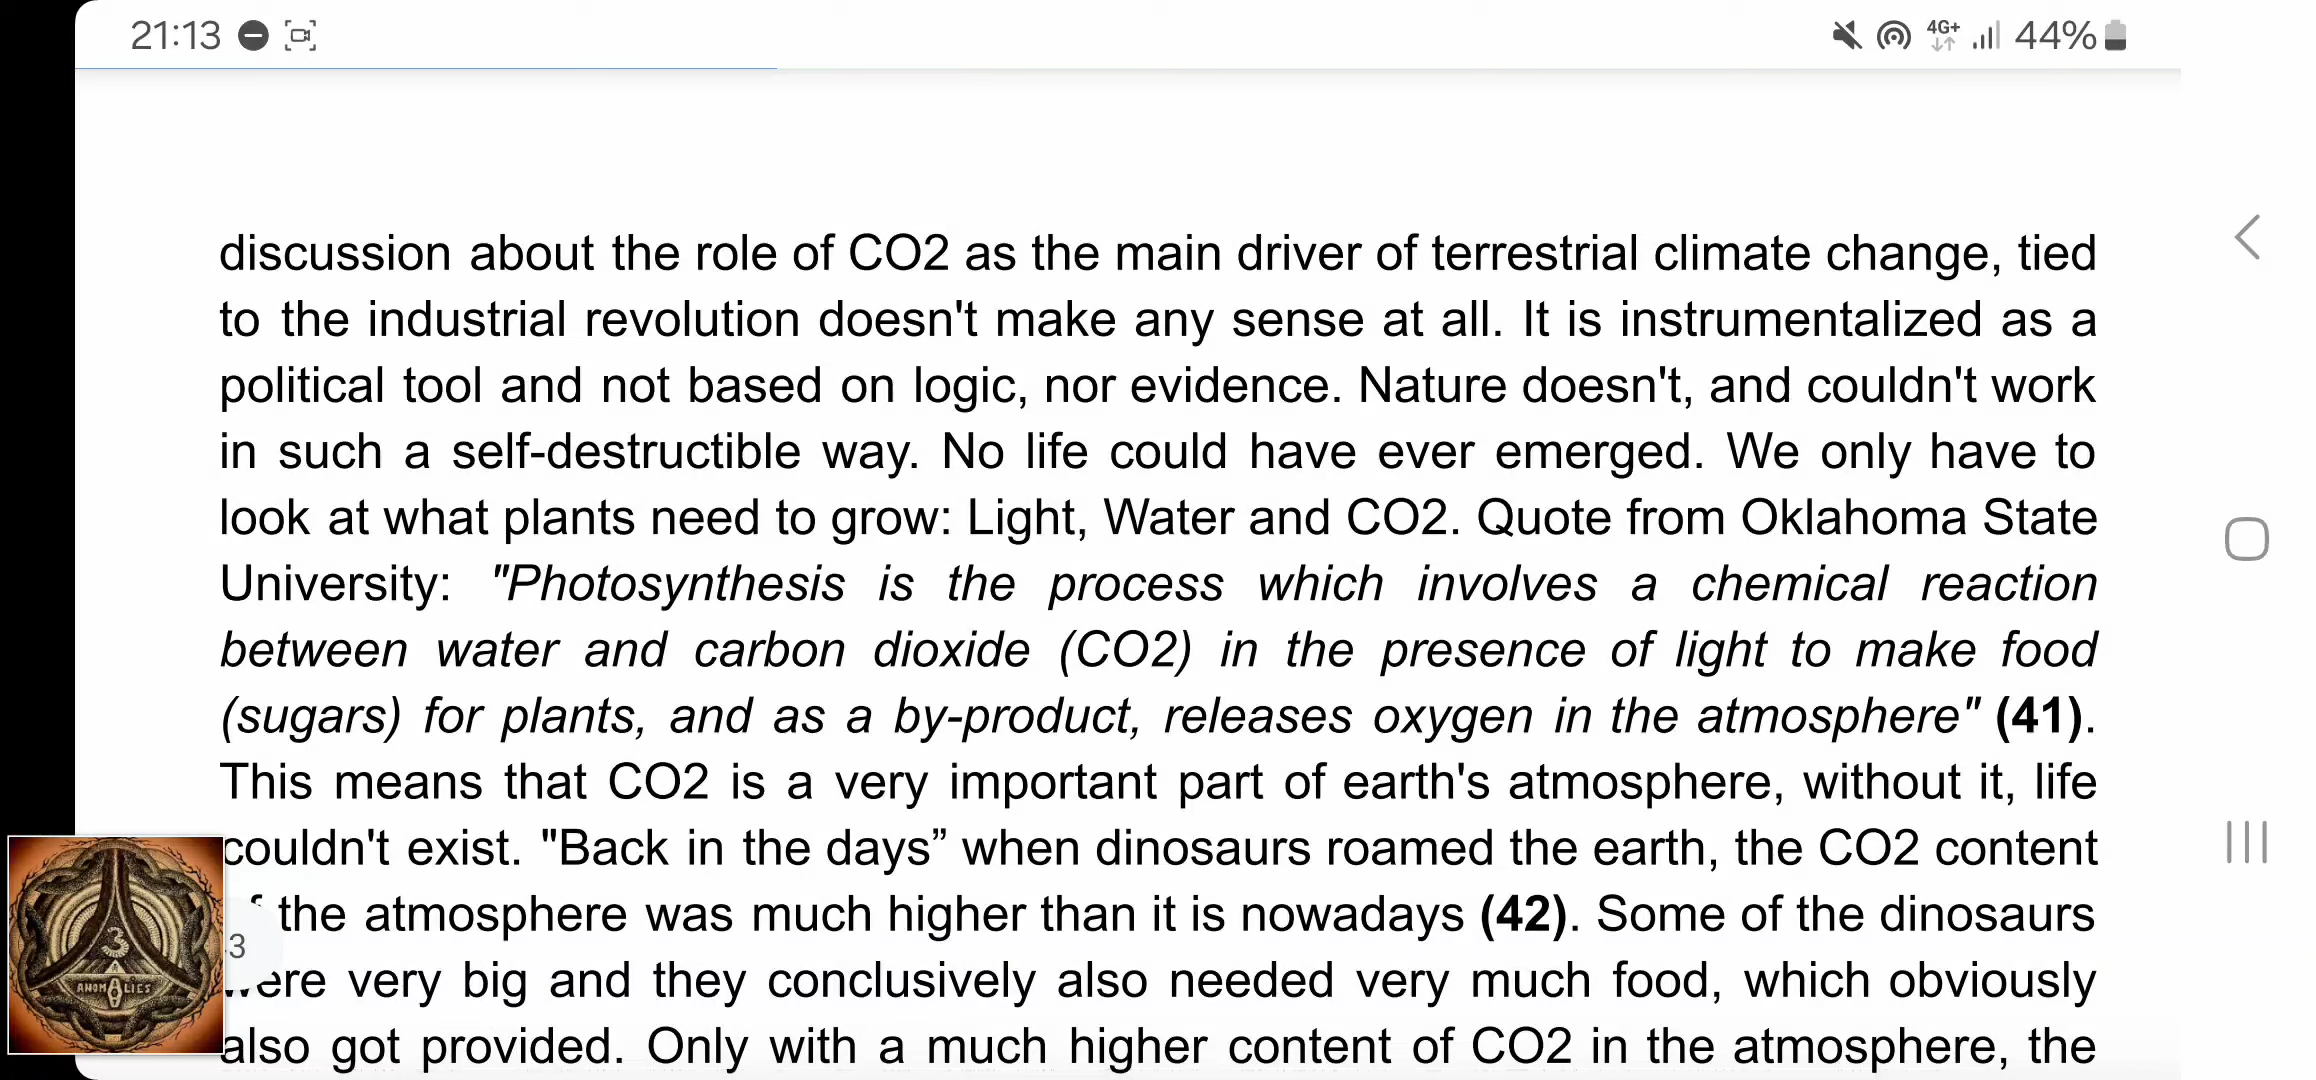 21:13
4G+
44%
discussion about the role of CO2 as the main driver of terrestrial climate change, tied
to the industrial revolution doesn't make any sense at all. It is instrumentalized as a
political tool and not based on logic, nor evidence. Nature doesn't, and couldn't work
in such a self-destructible way. No life could have ever emerged. We only have to
look at what plants need to grow: Light, Water and CO2. Quote from Oklahoma State
University: "Photosynthesis is the process which involves a chemical reaction
between water and carbon dioxide (CO2) in the presence of light to make food
(sugars) for plants, and as a by-product, releases oxygen in the atmosphere" (41).
This means that CO2 is a very important part of earth's atmosphere, without it, life
couldn't exist. "Back in the days” when dinosaurs roamed the earth, the CO2 content
the atmosphere was much higher than it is nowadays (42). Some of the dinosaurs
were very big and they conclusively also needed very much food, which obviously
also got provided. Only with a much higher content of CO2 in the atmosphere, the
3
3
ANOMALIES